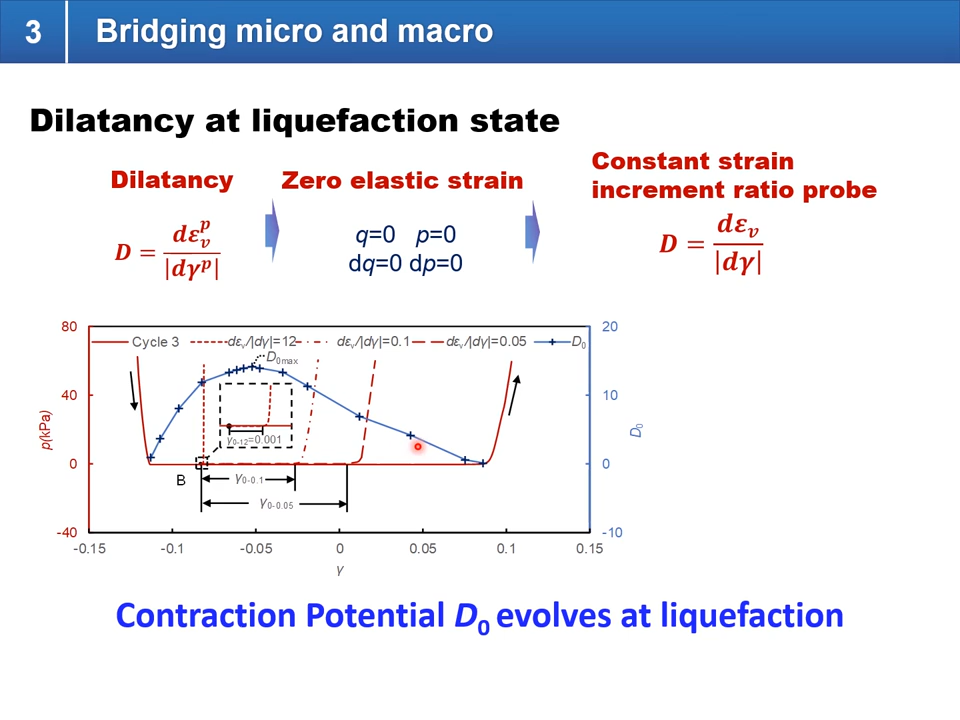 3
Bridging micro and macro
Dilatancy at liquefaction state
Dilatancy
Zero elastic strain
Constant strain
increment ratio probe
D = dεᵥᵖ / |dγᵖ|
q=0 p=0
dq=0 dp=0
D = dεᵥ / |dγ|
80
40
0
-40
p(kPa)
Cycle 3
dεᵥ/|dγ|=12
dεᵥ/|dγ|=0.1
dεᵥ/|dγ|=0.05
D₀
D₀max
γ₀₋₁₂=0.001
B
γ₀₋₀.₁
γ₀₋₀.₀₅
20
10
0
-10
D₀
-0.15
-0.1
-0.05
0
0.05
0.1
0.15
γ
Contraction Potential D₀ evolves at liquefaction